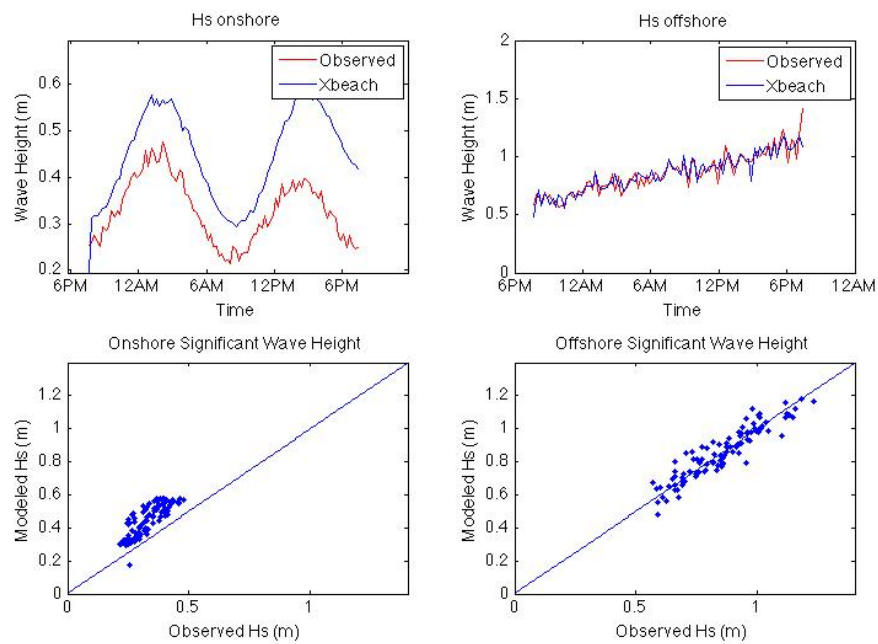 Hs onshore
Wave Height (m)
0.6
0.5
0.4
0.3
0.2
Observed
Xbeach
6PM 12AM 6AM 12PM 6PM
Time
Hs offshore
Wave Height (m)
2
1.5
1
0.5
0
Observed
Xbeach
6PM 12AM 6AM 12PM 6PM 12AM
Time
Onshore Significant Wave Height
Modeled Hs (m)
1.2
1
0.8
0.6
0.4
0.2
0
0 0.5 1
Observed Hs (m)
Offshore Significant Wave Height
Modeled Hs (m)
1.2
1
0.8
0.6
0.4
0.2
0
0 0.5 1
Observed Hs (m)